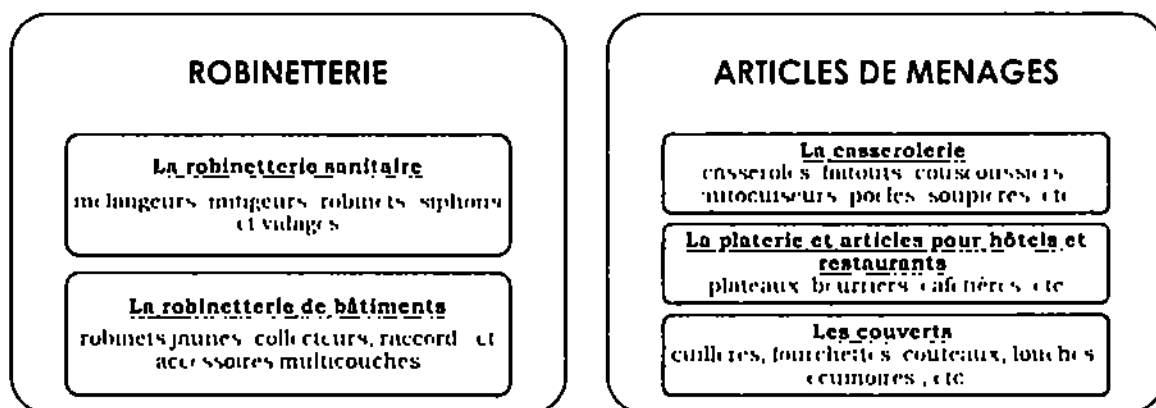 ROBINETTERIE
La robinetterie sanitaire
mélangeurs mitigeurs robinets siphons
et vidages
La robinetterie de bâtiments
robinets jaunes collecteurs, raccord et
accessoires multicouches
ARTICLES DE MENAGES
La casserolerie
casseroles faitouts couscoussiers
autocuiseurs poêles soupières etc
La platerie et articles pour hôtels et
restaurants
plateaux beurriers cafetières etc
Les couverts
cuillères, fourchettes couteaux, louches
écumoires , etc